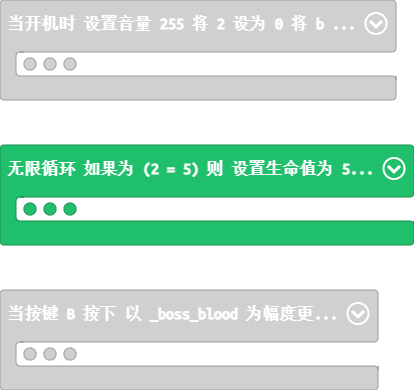 当开机时 设置音量 255 将 2 设为 0 将 b ...
无限循环 如果为 (2 = 5) 则 设置生命值为 5...
当按键 B 按下 以 _boss_blood 为幅度更...